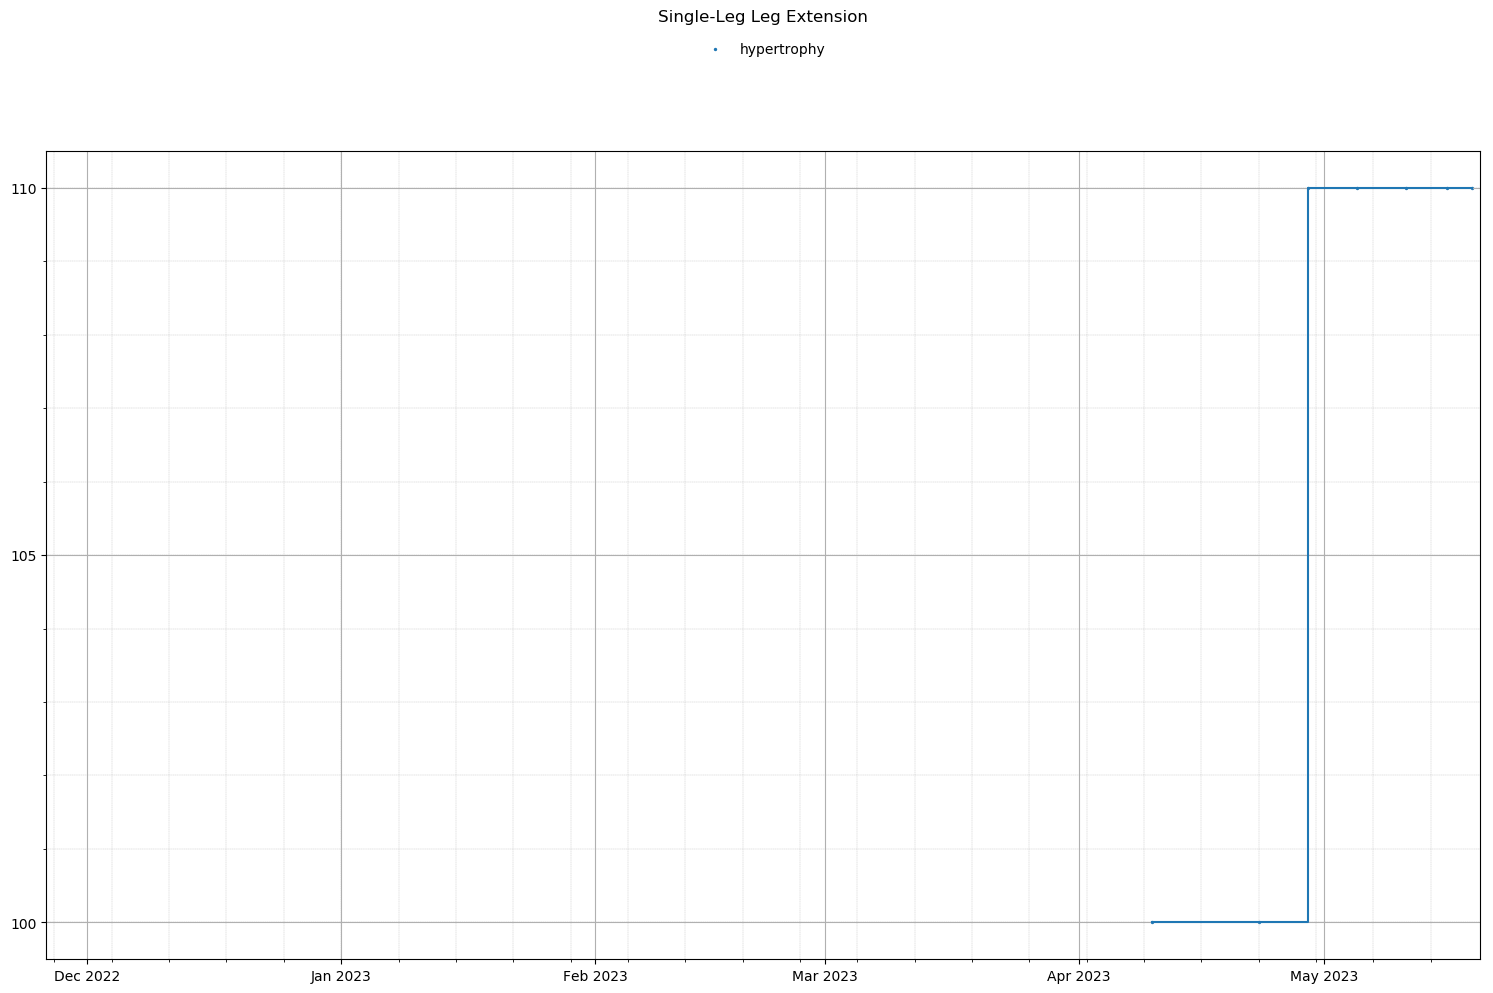 Single-Leg Leg Extension
hypertrophy
110
105
100
Dec 2022
Jan 2023
Feb 2023
Mar 2023
Apr 2023
May 2023